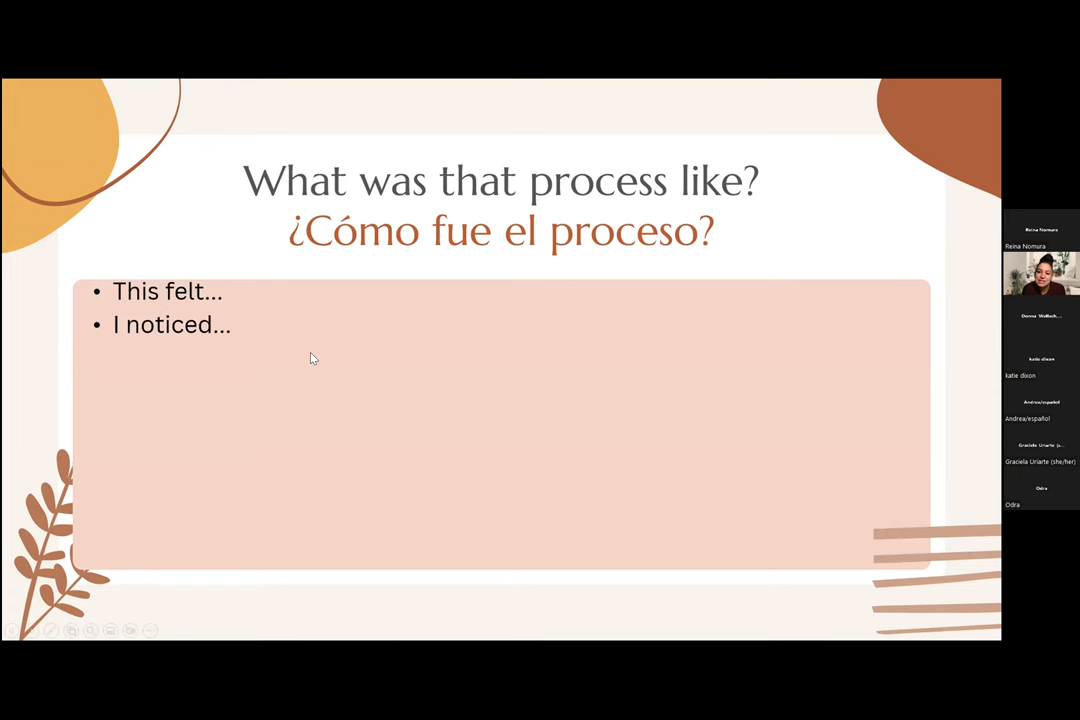 What was that process like?
¿Cómo fue el proceso?
• This felt...
• I noticed...
Reina Nomura
Reina Nomura
Donna Wallach...
katie dixon
katie dixon
Andrea/español
Andrea/español
Graciela Uriarte (s...
Graciela Uriarte (she/her)
Odra
Odra